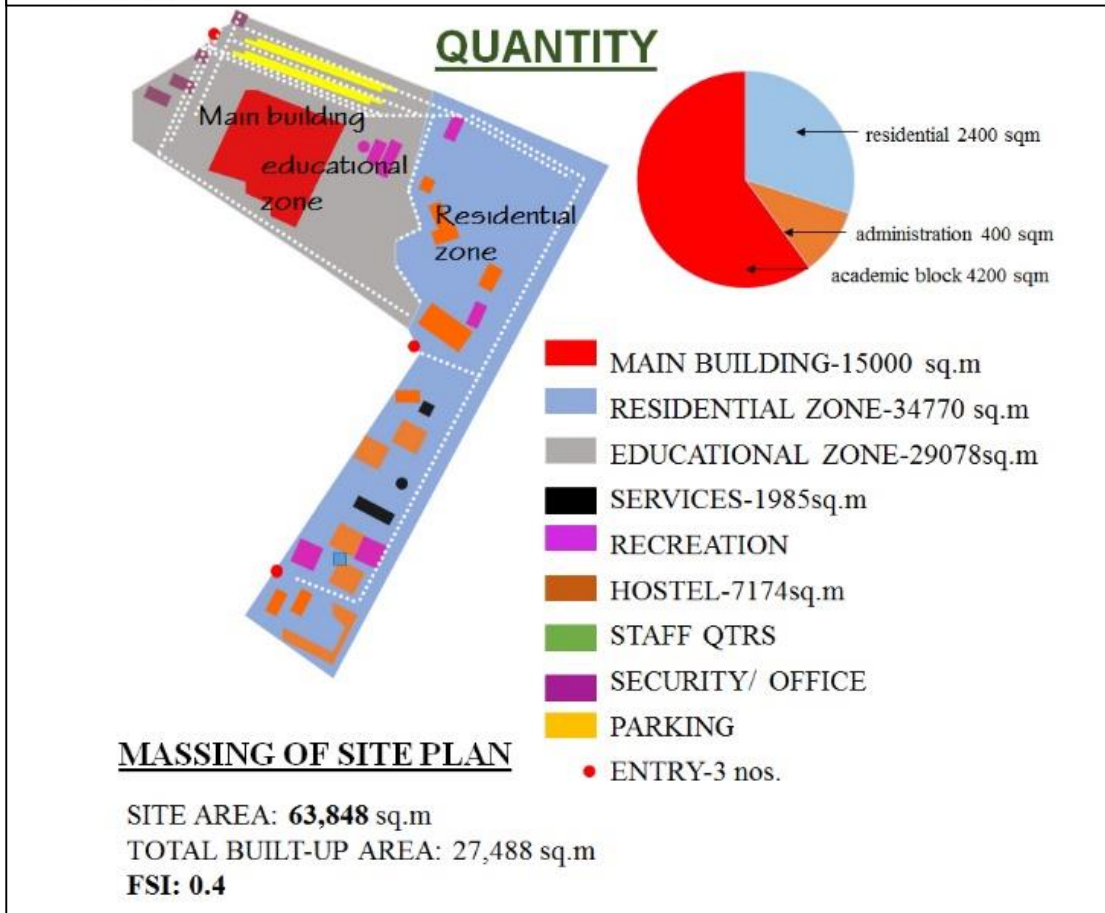 QUANTITY
Main building
educational
zone
Residential
zone
residential 2400 sqm
administration 400 sqm
academic block 4200 sqm
MAIN BUILDING-15000 sq.m
RESIDENTIAL ZONE-34770 sq.m
EDUCATIONAL ZONE-29078sq.m
SERVICES-1985sq.m
RECREATION
HOSTEL-7174sq.m
STAFF QTRS
SECURITY/ OFFICE
PARKING
ENTRY-3 nos.
MASSING OF SITE PLAN
SITE AREA: 63,848 sq.m
TOTAL BUILT-UP AREA: 27,488 sq.m
FSI: 0.4